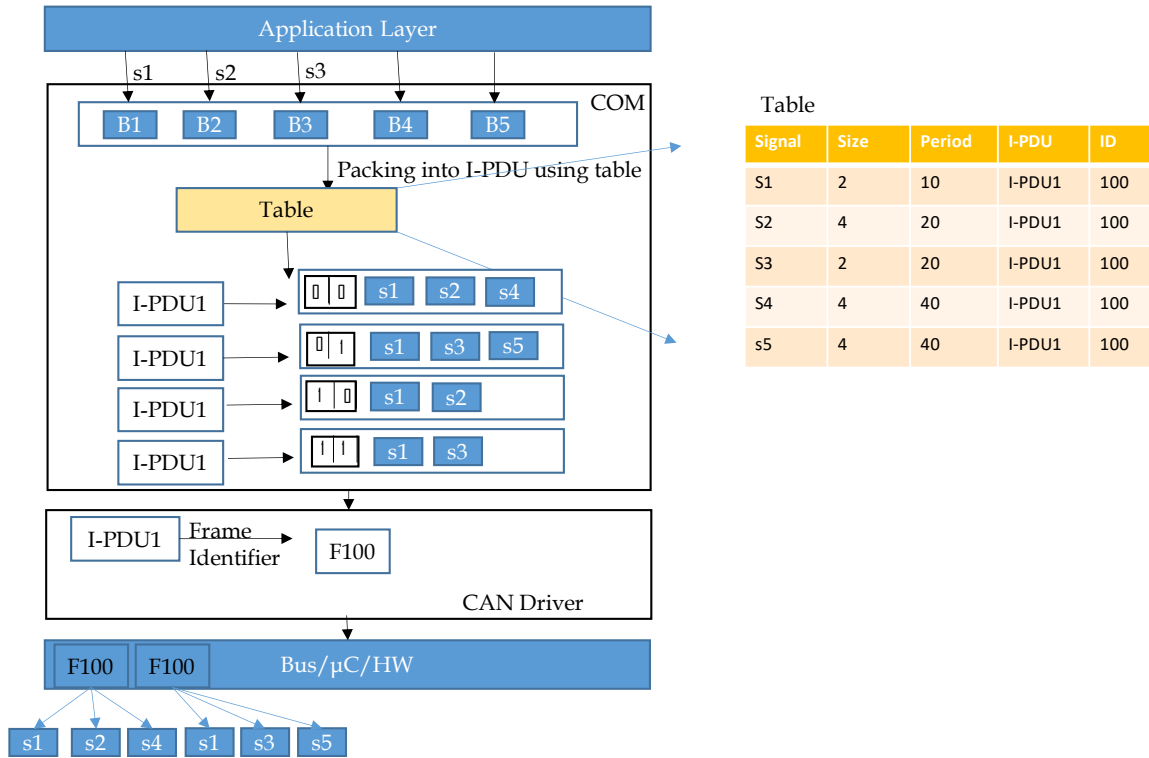 Application Layer
s1 s2 s3
COM
B1 B2 B3 B4 B5
Packing into I-PDU using table
Table
I-PDU1 0 0 s1 s2 s4
I-PDU1 0 1 s1 s3 s5
I-PDU1 1 0 s1 s2
I-PDU1 1 1 s1 s3
I-PDU1 Frame
Identifier F100
CAN Driver
F100 F100 Bus/μC/HW
s1 s2 s4 s1 s3 s5
Table
Signal Size Period I-PDU ID
S1 2 10 I-PDU1 100
S2 4 20 I-PDU1 100
S3 2 20 I-PDU1 100
S4 4 40 I-PDU1 100
s5 4 40 I-PDU1 100